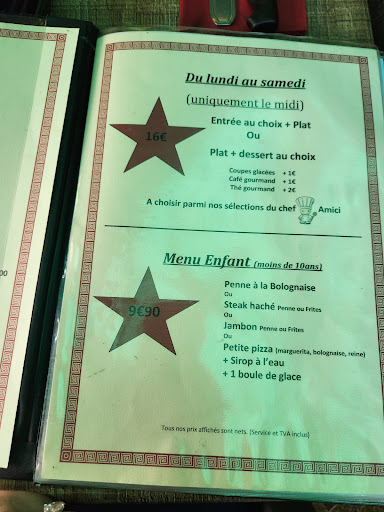 Du lundi au samedi
(uniquement le midi)
16€
Entrée au choix + Plat
Ou
Plat + dessert au choix
Coupes glacées + 1€
Café gourmand + 1€
Thé gourmand + 2€
A choisir parmi nos sélections du chef Amici
Menu Enfant (moins de 10ans)
9€90
Penne à la Bolognaise
Ou
Steak haché Penne ou Frites
Ou
Jambon Penne ou Frites
Ou
Petite pizza (marguerita, bolognaise, reine)
+ Sirop à l'eau
+ 1 boule de glace
Tous nos prix affichés sont nets. (Service et TVA inclus)